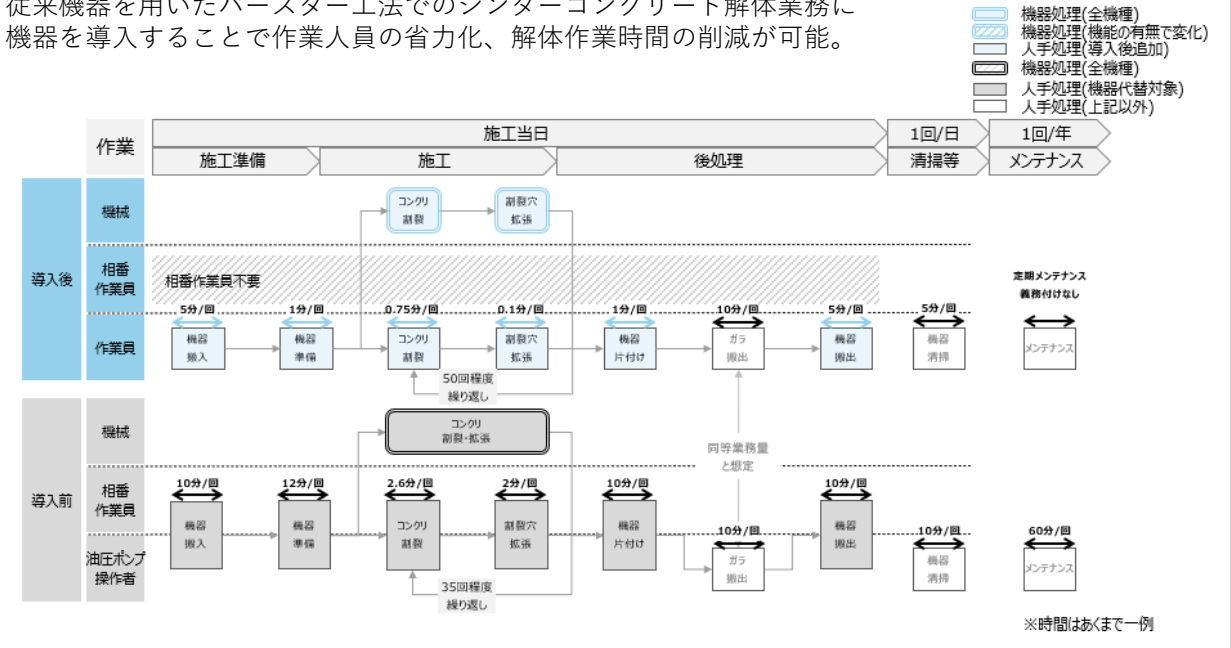 従来機器を用いたバースター工法でのシンダーコンクリート解体業務に
機器を導入することで作業人員の省力化、解体作業時間の削減が可能。
機器処理(全機種)
機器処理(機能の有無で変化)
人手処理(導入後追加)
機器処理(全機種)
人手処理(機器代替対象)
人手処理(上記以外)
作業
施工当日
1回/日
1回/年
施工準備
施工
後処理
清掃等
メンテナンス
導入後
機械
コンクリ
割裂
割裂穴
拡張
相番
作業員
相番作業員不要
定期メンテナンス
義務付けなし
作業員
5分/回
1分/回
0.75分/回
0.1分/回
1分/回
10分/回
5分/回
5分/回
機器
搬入
機器
準備
コンクリ
割裂
割裂穴
拡張
機器
片付け
ガラ
搬出
機器
搬出
機器
清掃
メンテナンス
50回程度
繰り返し
導入前
機械
コンクリ
割裂・拡張
同等業務量
と想定
相番
作業員
油圧ポンプ
操作者
10分/回
12分/回
2.6分/回
2分/回
10分/回
10分/回
10分/回
10分/回
60分/回
機器
搬入
機器
準備
コンクリ
割裂
割裂穴
拡張
機器
片付け
ガラ
搬出
機器
搬出
機器
清掃
メンテナンス
35回程度
繰り返し
※時間はあくまで一例